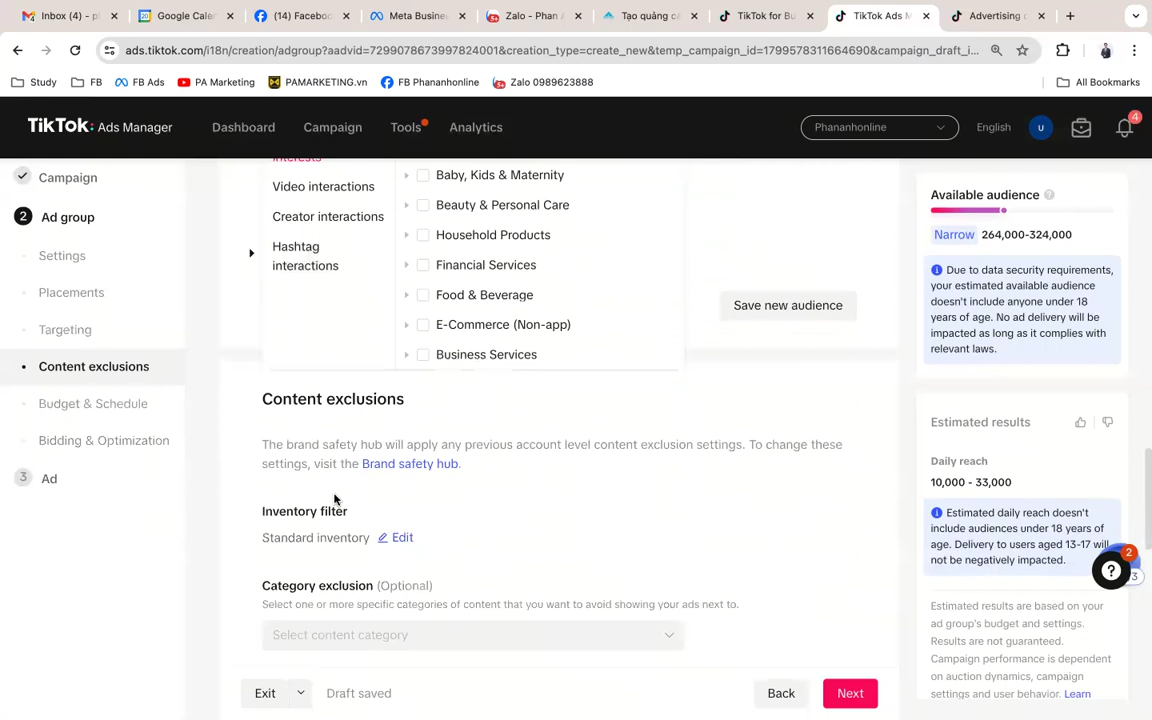 Inbox (4) - pl
Google Caler
(14) Faceboo
Meta Busine
Zalo - Phan A
Tạo quảng cá
TikTok for Bu
TikTok Ads M
Advertising o
ads.tiktok.com/i18n/creation/adgroup?aadvid=7299078673997824001&creation_type=create_new&temp_campaign_id=1799578311664690&campaign_draft_i...
Study
FB
FB Ads
PA Marketing
PAMARKETING.vn
FB Phananhonline
Zalo 0989623888
All Bookmarks
TikTok: Ads Manager
Dashboard
Campaign
Tools
Analytics
Phananhonline
English
U
4
Campaign
2 Ad group
Settings
Placements
Targeting
Content exclusions
Budget & Schedule
Bidding & Optimization
3 Ad
Interests
Video interactions
Creator interactions
Hashtag
interactions
Baby, Kids & Maternity
Beauty & Personal Care
Household Products
Financial Services
Food & Beverage
E-Commerce (Non-app)
Business Services
Save new audience
Content exclusions
The brand safety hub will apply any previous account level content exclusion settings. To change these
settings, visit the Brand safety hub.
Inventory filter
Standard inventory Edit
Category exclusion (Optional)
Select one or more specific categories of content that you want to avoid showing your ads next to.
Select content category
Exit
Draft saved
Back
Next
Available audience
Narrow 264,000-324,000
Due to data security requirements,
your estimated available audience
doesn't include anyone under 18
years of age. No ad delivery will be
impacted as long as it complies with
relevant laws.
Estimated results
Daily reach
10,000 - 33,000
Estimated daily reach doesn't
include audiences under 18 years of
age. Delivery to users aged 13-17 will
not be negatively impacted.
2
3
Estimated results are based on your
ad group's budget and settings.
Results are not guaranteed.
Campaign performance is dependent
on auction dynamics, campaign
settings and user behavior. Learn